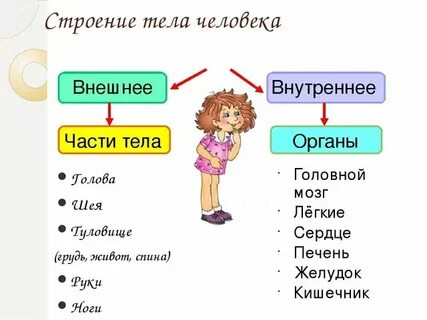 Строение тела человека
Внешнее
Внутреннее
Части тела
Органы
• Голова
• Шея
• Туловище
(грудь, живот, спина)
• Руки
• Ноги
· Головной
мозг
· Лёгкие
· Сердце
· Печень
· Желудок
· Кишечник